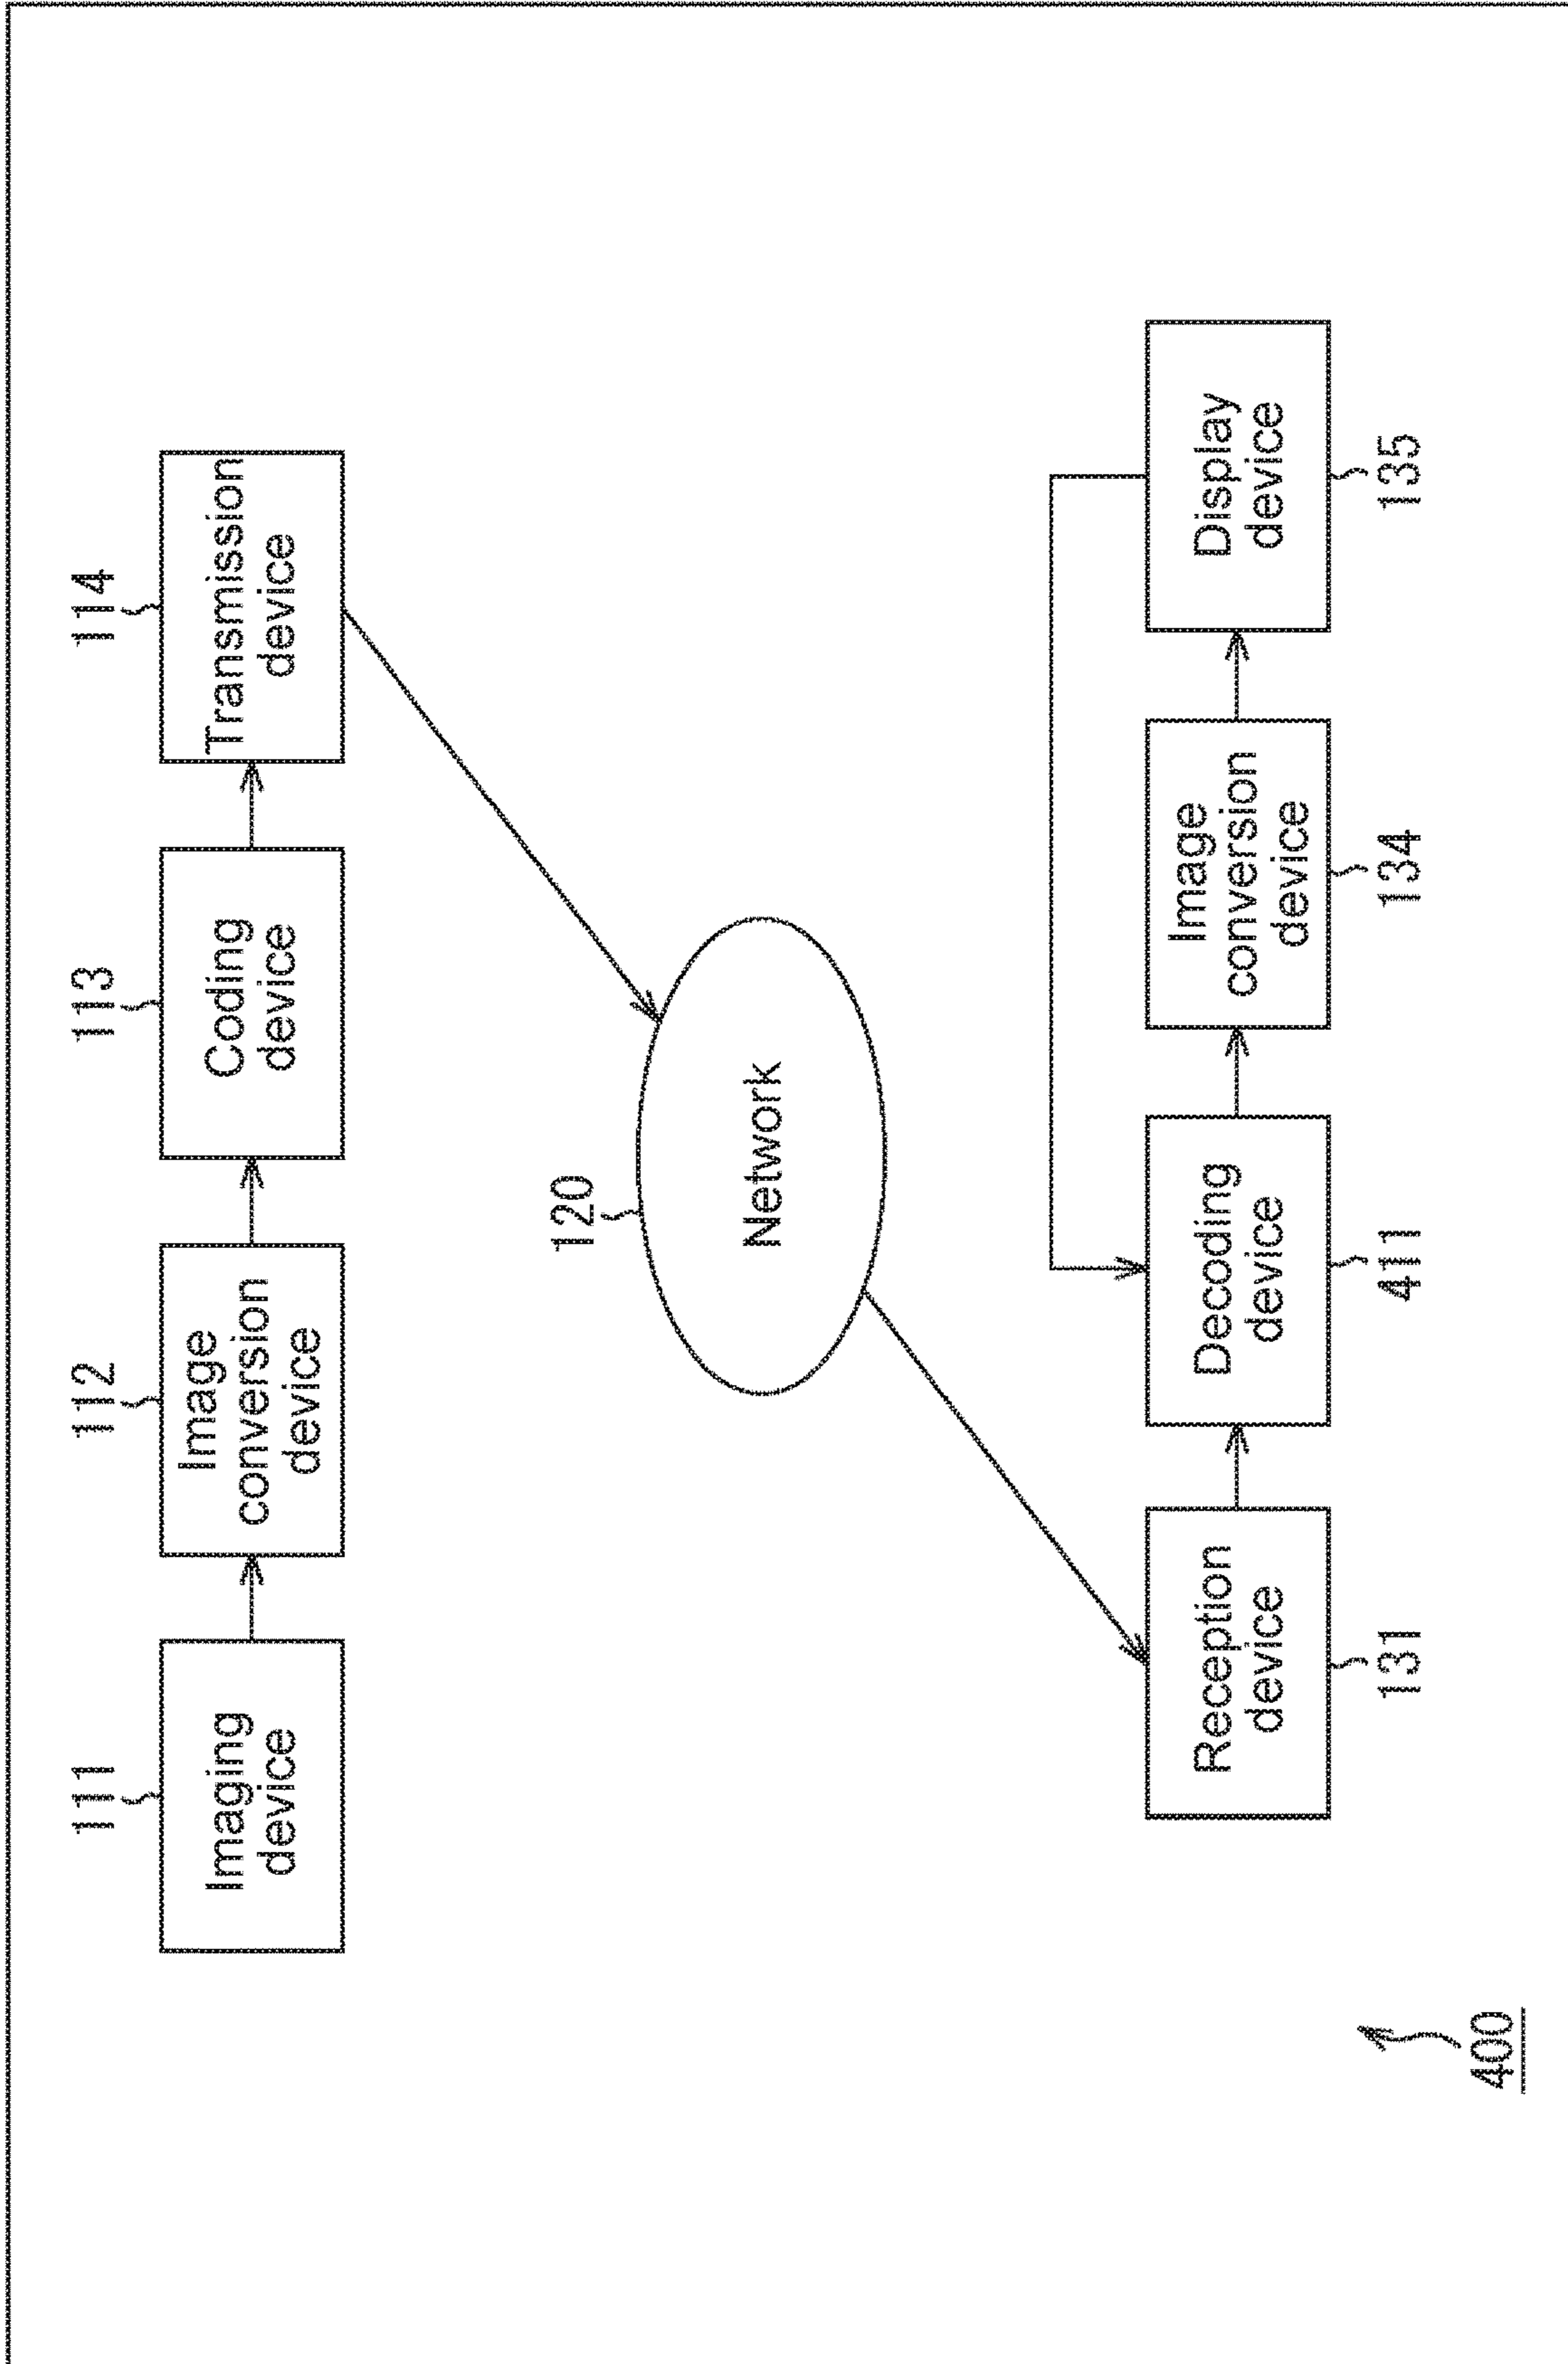 111
Imaging
device
112
Image
conversion
device
113
Coding
device
114
Transmission
device
120
Network
Reception
device
131
Decoding
device
411
Image
conversion
device
134
Display
device
135
400